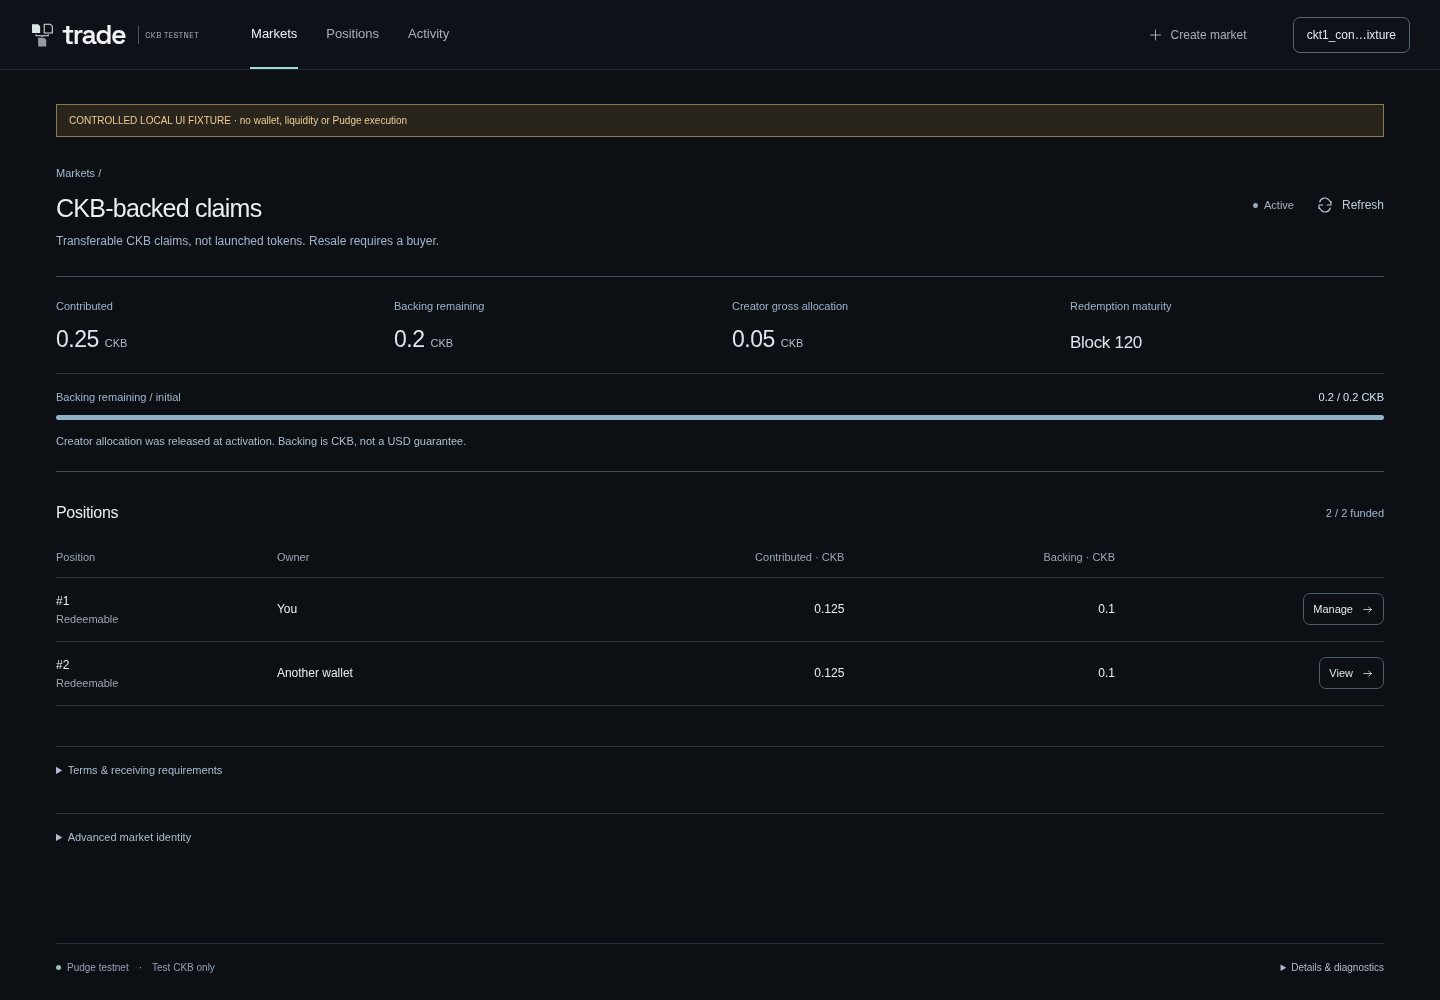 trade CKB TESTNET Markets Positions Activity Create market ckt1_con…ixture
CONTROLLED LOCAL UI FIXTURE · no wallet, liquidity or Pudge execution
Markets /
CKB-backed claims
Active Refresh
Transferable CKB claims, not launched tokens. Resale requires a buyer.
Contributed Backing remaining Creator gross allocation Redemption maturity
0.25 CKB 0.2 CKB 0.05 CKB Block 120
Backing remaining / initial 0.2 / 0.2 CKB
Creator allocation was released at activation. Backing is CKB, not a USD guarantee.
Positions 2 / 2 funded
Position Owner Contributed · CKB Backing · CKB
#1
Redeemable
You 0.125 0.1 Manage →
#2
Redeemable
Another wallet 0.125 0.1 View →
▶ Terms & receiving requirements
▶ Advanced market identity
Pudge testnet · Test CKB only ▶ Details & diagnostics